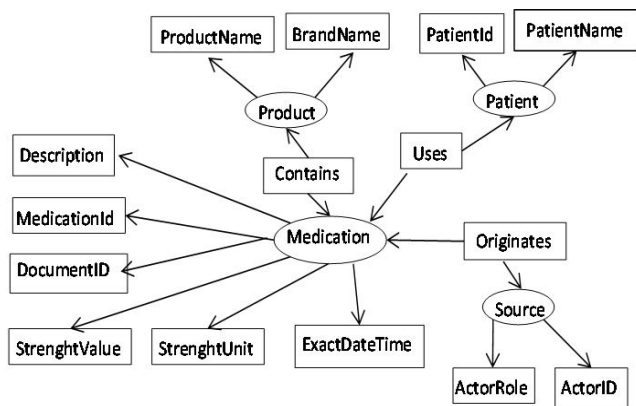 ProductName
BrandName
PatientId
PatientName
Product
Patient
Description
Contains
Uses
MedicationId
Medication
Originates
DocumentID
Source
StrenghtValue
StrenghtUnit
ExactDateTime
ActorRole
ActorID